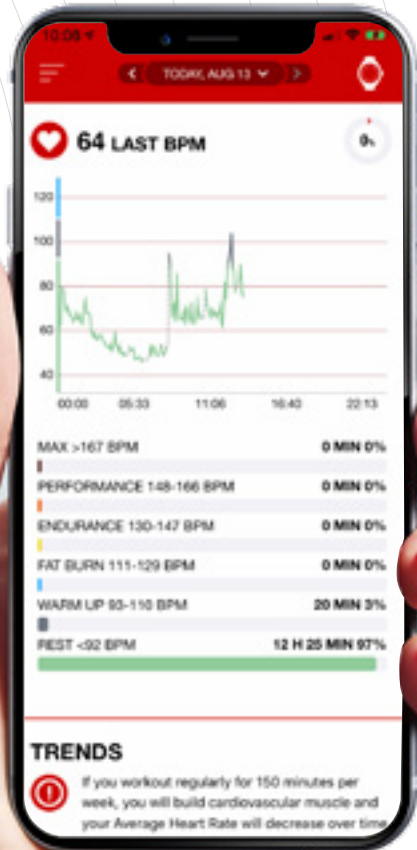 10:08
TODAY, AUG 13
64 LAST BPM
0%
120
100
80
60
40
00:00 05:33 11:06 16:40 22:13
MAX >167 BPM 0 MIN 0%
PERFORMANCE 148-166 BPM 0 MIN 0%
ENDURANCE 130-147 BPM 0 MIN 0%
FAT BURN 111-129 BPM 0 MIN 0%
WARM UP 93-110 BPM 20 MIN 3%
REST <92 BPM 12 H 25 MIN 97%
TRENDS
If you workout regularly for 150 minutes per
week, you will build cardiovascular muscle and
your Average Heart Rate will decrease over time